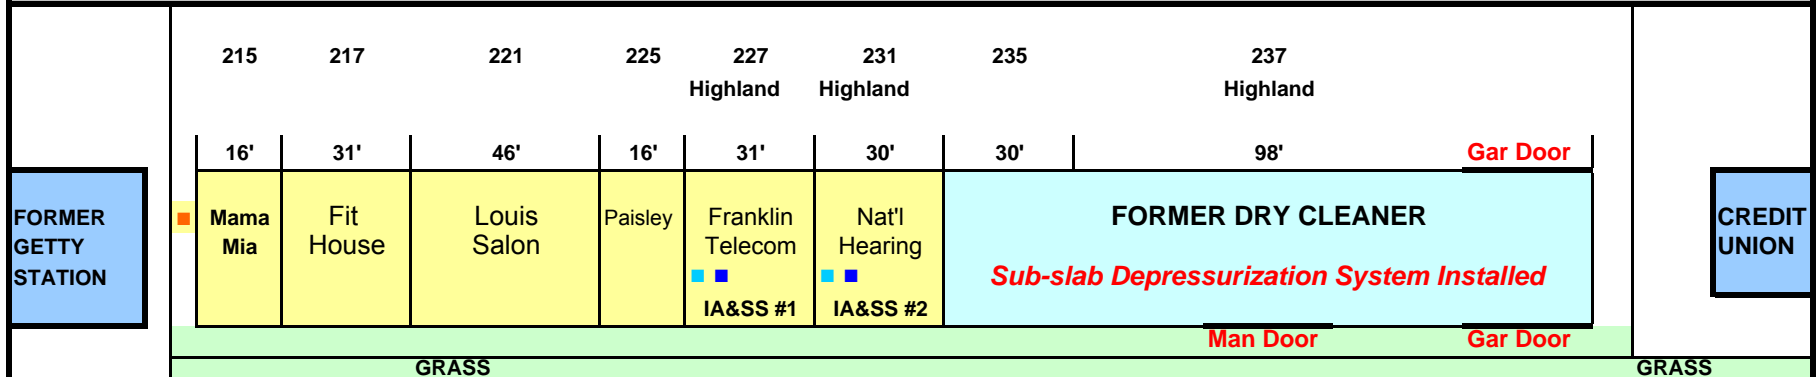 215 217 221 225 227 231 235 237
Highland Highland Highland
16' 31' 46' 16' 31' 30' 30' 98' Gar Door
FORMER
GETTY
STATION
Mama
Mia
Fit
House
Louis
Salon
Paisley
Franklin
Telecom
IA&SS #1
Nat'l
Hearing
IA&SS #2
FORMER DRY CLEANER
Sub-slab Depressurization System Installed
CREDIT
UNION
Man Door Gar Door
GRASS GRASS